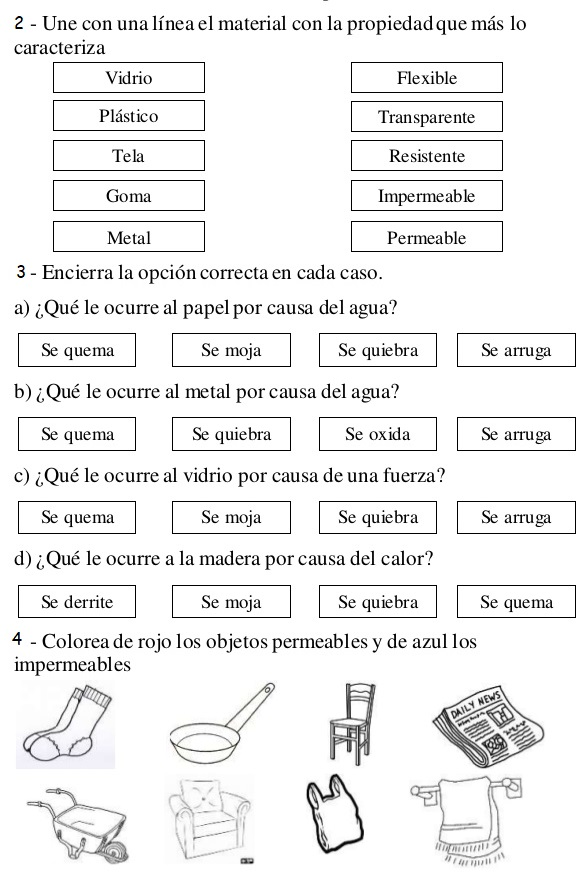 2 - Une con una línea el material con la propiedad que más lo
caracteriza
Vidrio Flexible
Plástico Transparente
Tela Resistente
Goma Impermeable
Metal Permeable
3 - Encierra la opción correcta en cada caso.
a) ¿Qué le ocurre al papel por causa del agua?
Se quema Se moja Se quiebra Se arruga
b) ¿Qué le ocurre al metal por causa del agua?
Se quema Se quiebra Se oxida Se arruga
c) ¿Qué le ocurre al vidrio por causa de una fuerza?
Se quema Se moja Se quiebra Se arruga
d) ¿Qué le ocurre a la madera por causa del calor?
Se derrite Se moja Se quiebra Se quema
4 - Colorea de rojo los objetos permeables y de azul los
impermeables
DAILY NEWS